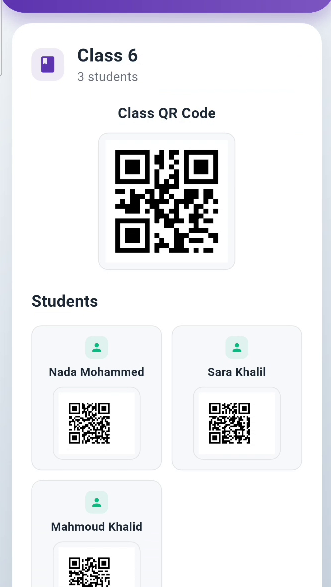 Class 6
3 students
Class QR Code
Students
Nada Mohammed
Sara Khalil
Mahmoud Khalid